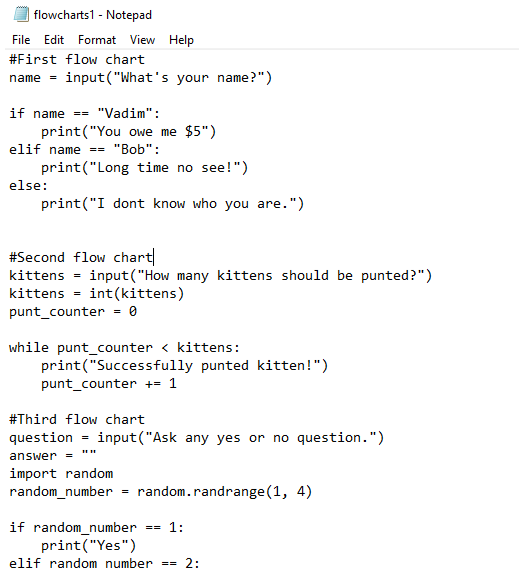 flowcharts1 - Notepad
File Edit Format View Help
#First flow chart
name = input("What's your name?")
if name == "Vadim":
    print("You owe me $5")
elif name == "Bob":
    print("Long time no see!")
else:
    print("I dont know who you are.")
#Second flow chart
kittens = input("How many kittens should be punted?")
kittens = int(kittens)
punt_counter = 0
while punt_counter < kittens:
    print("Successfully punted kitten!")
    punt_counter += 1
#Third flow chart
question = input("Ask any yes or no question.")
answer = ""
import random
random_number = random.randrange(1, 4)
if random_number == 1:
    print("Yes")
elif random_number == 2: